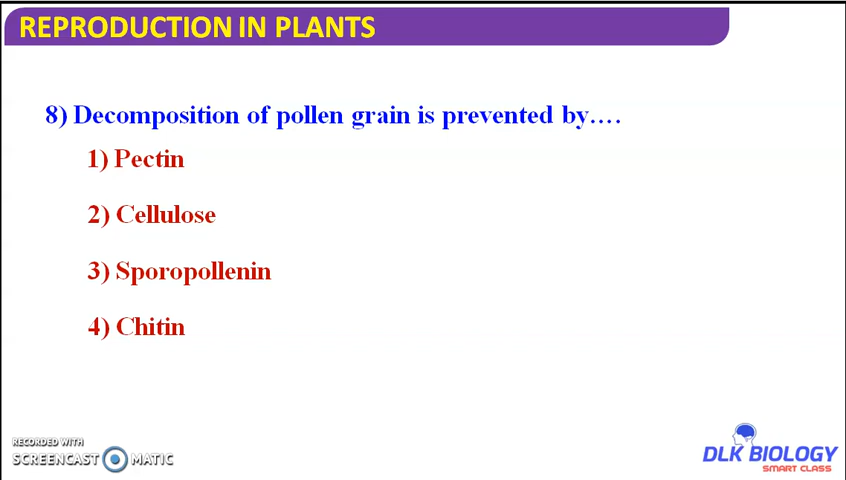 REPRODUCTION IN PLANTS
8) Decomposition of pollen grain is prevented by….
1) Pectin
2) Cellulose
3) Sporopollenin
4) Chitin
RECORDED WITH
SCREENCAST MATIC
DLK BIOLOGY
SMART CLASS